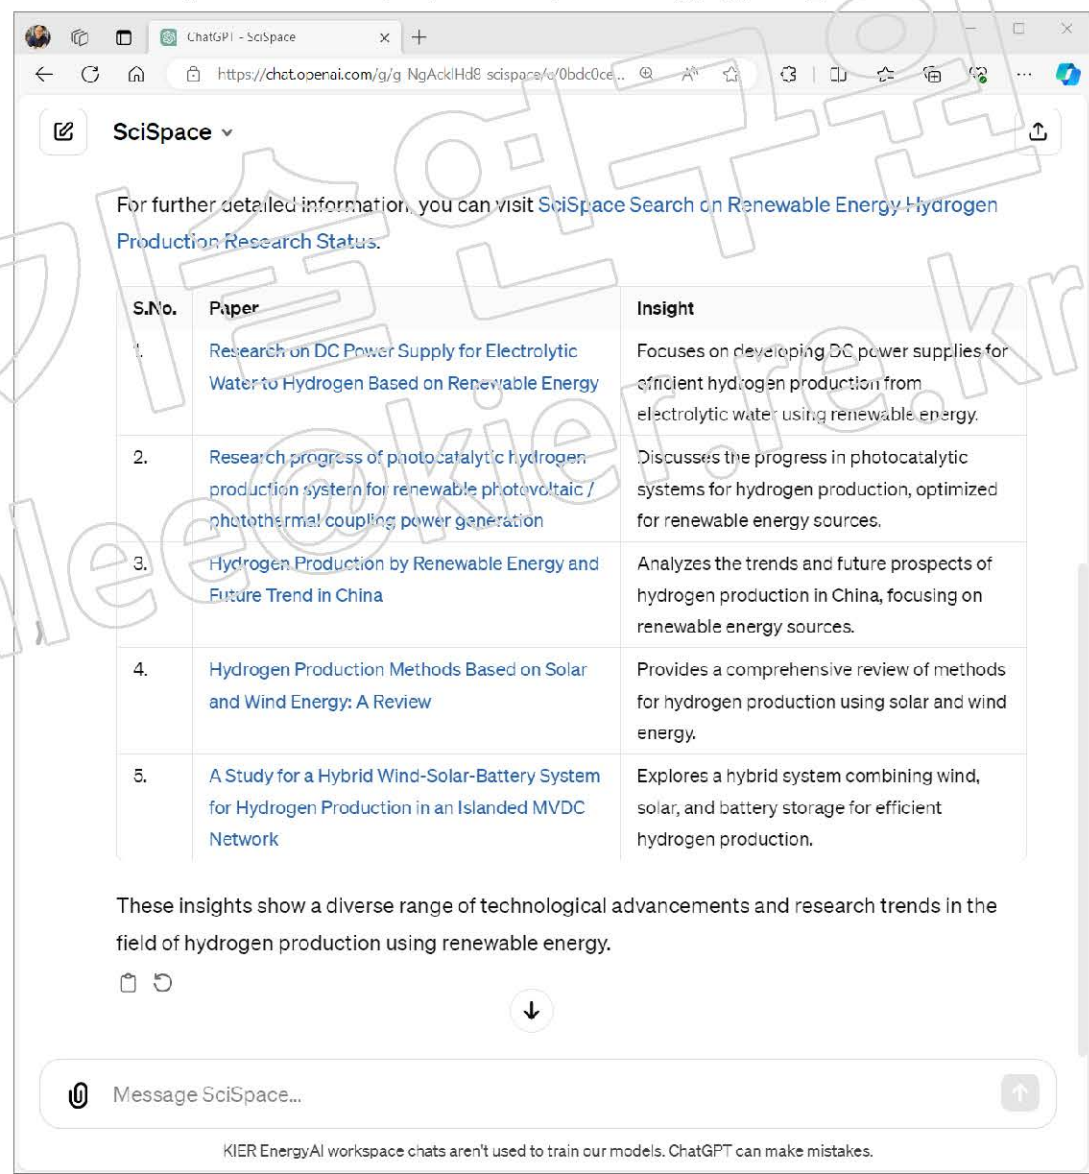 ChatGPT - SciSpace
https://chat.openai.com/g/g-NgAcklHd8-scispace/c/0bdc0ce...
SciSpace
For further detailed information, you can visit SciSpace Search on Renewable Energy Hydrogen
Production Research Status.
S.No. Paper Insight
1. Research on DC Power Supply for Electrolytic Focuses on developing DC power supplies for
Water to Hydrogen Based on Renewable Energy efficient hydrogen production from
electrolytic water using renewable energy.
2. Research progress of photocatalytic hydrogen Discusses the progress in photocatalytic
production system for renewable photovoltaic / systems for hydrogen production, optimized
photothermal coupling power generation for renewable energy sources.
3. Hydrogen Production by Renewable Energy and Analyzes the trends and future prospects of
Future Trend in China hydrogen production in China, focusing on
renewable energy sources.
4. Hydrogen Production Methods Based on Solar Provides a comprehensive review of methods
and Wind Energy: A Review for hydrogen production using solar and wind
energy.
5. A Study for a Hybrid Wind-Solar-Battery System Explores a hybrid system combining wind,
for Hydrogen Production in an Islanded MVDC solar, and battery storage for efficient
Network hydrogen production.
These insights show a diverse range of technological advancements and research trends in the
field of hydrogen production using renewable energy.
Message SciSpace...
KIER EnergyAI workspace chats aren't used to train our models. ChatGPT can make mistakes.
기술연구원
lee@kier.re.kr